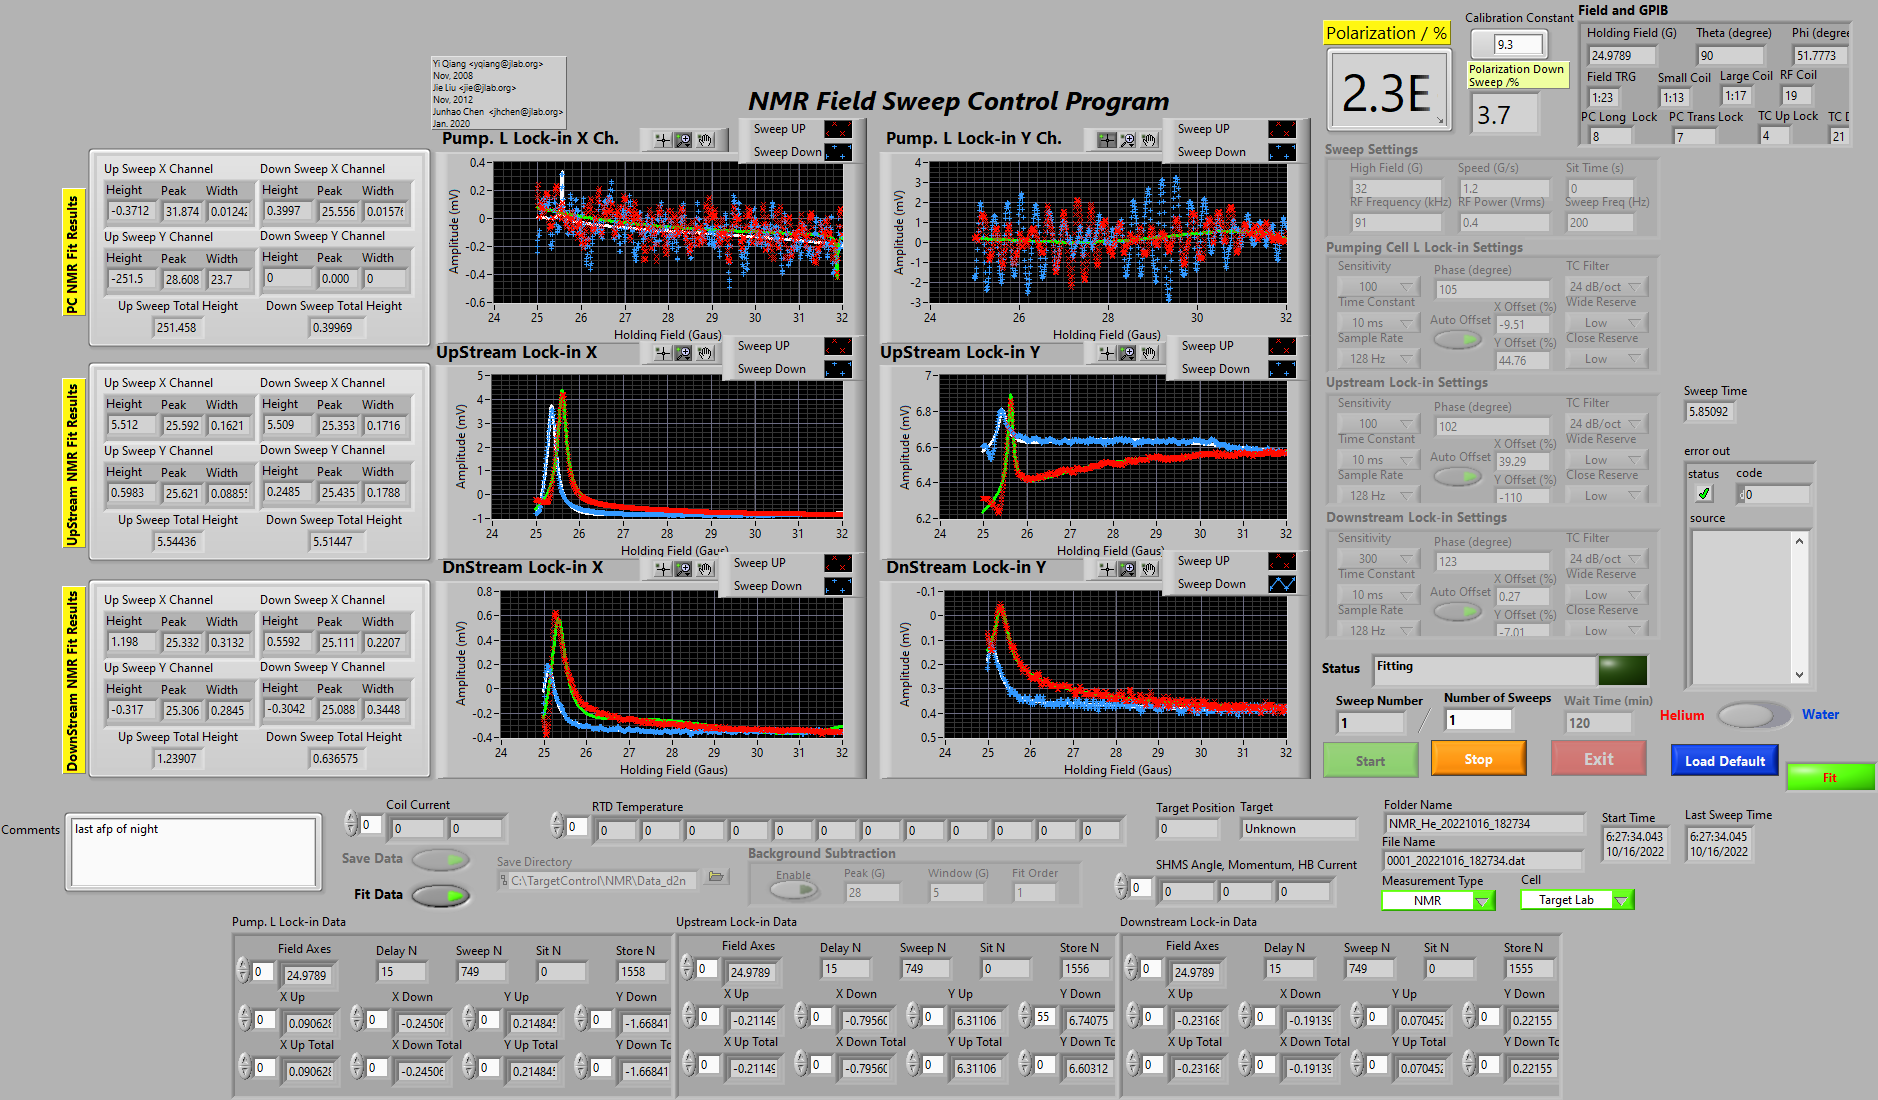 Yi Qiang <yqiang@jlab.org>
Nov, 2008
Jie Liu <jie@jlab.org>
Nov, 2012
Junhao Chen <jhchen@jlab.org>
Jan. 2020
NMR Field Sweep Control Program
Polarization / %
2.3E
Calibration Constant
9.3
Polarization Down
Sweep /%
3.7
Field and GPIB
Holding Field (G) Theta (degree) Phi (degree
24.9789 90 51.7773
Field TRG Small Coil Large Coil RF Coil
1:23 1:13 1:17 19
PC Long Lock PC Trans Lock TC Up Lock TC D
8 7 4 21
PC NMR Fit Results
Up Sweep X Channel Down Sweep X Channel
Height Peak Width Height Peak Width
-0.3712 31.874 0.01242 0.3997 25.556 0.01576
Up Sweep Y Channel Down Sweep Y Channel
Height Peak Width Height Peak Width
-251.5 28.608 23.7 0 0.000 0
Up Sweep Total Height Down Sweep Total Height
251.458 0.39969
UpStream NMR Fit Results
Up Sweep X Channel Down Sweep X Channel
Height Peak Width Height Peak Width
5.512 25.592 0.1621 5.509 25.353 0.1716
Up Sweep Y Channel Down Sweep Y Channel
Height Peak Width Height Peak Width
0.5983 25.621 0.0885 0.2485 25.435 0.1788
Up Sweep Total Height Down Sweep Total Height
5.54436 5.51447
DownStream NMR Fit Results
Up Sweep X Channel Down Sweep X Channel
Height Peak Width Height Peak Width
1.198 25.332 0.3132 0.5592 25.111 0.2207
Up Sweep Y Channel Down Sweep Y Channel
Height Peak Width Height Peak Width
-0.317 25.306 0.2845 -0.3042 25.088 0.3448
Up Sweep Total Height Down Sweep Total Height
1.23907 0.636575
Pump. L Lock-in X Ch.
Sweep UP
Sweep Down
Amplitude (mV)
0.4
0.2
0
-0.2
-0.4
-0.6
24 25 26 27 28 29 30 31 32
Holding Field (Gaus)
Pump. L Lock-in Y Ch.
Sweep UP
Sweep Down
Amplitude (mV)
4
3
2
1
0
-1
-2
-3
24 26 28 30 32
Holding Field (Gaus)
UpStream Lock-in X
Sweep UP
Sweep Down
Amplitude (mV)
5
4
3
2
1
0
-1
24 25 26 27 28 29 30 31 32
Holding Field (Gaus)
UpStream Lock-in Y
Sweep UP
Sweep Down
Amplitude (mV)
7
6.8
6.6
6.4
6.2
24 25 26 27 28 29 30 31 32
Holding Field (Gaus)
DnStream Lock-in X
Sweep UP
Sweep Down
Amplitude (mV)
0.8
0.6
0.4
0.2
0
-0.2
-0.4
24 25 26 27 28 29 30 31 32
Holding Field (Gaus)
DnStream Lock-in Y
Sweep UP
Sweep Down
Amplitude (mV)
-0.1
0
0.1
0.2
0.3
0.4
0.5
24 25 26 27 28 29 30 31 32
Holding Field (Gaus)
Sweep Settings
High Field (G) Speed (G/s) Sit Time (s)
32 1.2 0
RF Frequency (kHz) RF Power (Vrms) Sweep Freq (Hz)
91 0.4 200
Pumping Cell L Lock-in Settings
Sensitivity Phase (degree) TC Filter
100 105 24 dB/oct
Time Constant X Offset (%) Wide Reserve
10 ms Auto Offset -9.51 Low
Sample Rate Y Offset (%) Close Reserve
128 Hz 44.76 Low
Upstream Lock-in Settings
Sensitivity Phase (degree) TC Filter
100 102 24 dB/oct
Time Constant X Offset (%) Wide Reserve
10 ms Auto Offset 39.29 Low
Sample Rate Y Offset (%) Close Reserve
128 Hz -110 Low
Downstream Lock-in Settings
Sensitivity Phase (degree) TC Filter
300 123 24 dB/oct
Time Constant X Offset (%) Wide Reserve
10 ms Auto Offset 0.27 Low
Sample Rate Y Offset (%) Close Reserve
128 Hz -7.01 Low
Sweep Time
5.85092
error out
status code
0
source
Status Fitting
Sweep Number Number of Sweeps Wait Time (min)
1 / 1 120
Helium Water
Start Stop Exit Load Default Fit
Comments
last afp of night
Coil Current
0 0 0
Save Data
Fit Data
RTD Temperature
0 0 0 0 0 0 0 0 0 0 0 0 0
Save Directory
C:\TargetControl\NMR\Data_d2n
Background Subtraction
Enable Peak (G) Window (G) Fit Order
28 5 1
Target Position Target
0 Unknown
SHMS Angle, Momentum, HB Current
0 0 0 0
Folder Name
NMR_He_20221016_182734
File Name
0001_20221016_182734.dat
Measurement Type Cell
NMR Target Lab
Start Time Last Sweep Time
6:27:34.043 6:27:34.045
10/16/2022 10/16/2022
Pump. L Lock-in Data
Field Axes Delay N Sweep N Sit N Store N
0 24.9789 15 749 0 1558
X Up X Down Y Up Y Down
0 0.090628 0 -0.24506 0 0.214845 0 -1.66841
X Up Total X Down Total Y Up Total Y Down To
0 0.090628 0 -0.24506 0 0.214845 0 -1.66841
Upstream Lock-in Data
Field Axes Delay N Sweep N Sit N Store N
0 24.9789 15 749 0 1556
X Up X Down Y Up Y Down
0 -0.21149 0 -0.79560 0 6.31106 55 6.74075
X Up Total X Down Total Y Up Total Y Down To
0 -0.21149 0 -0.79560 0 6.31106 0 6.60312
Downstream Lock-in Data
Field Axes Delay N Sweep N Sit N Store N
0 24.9789 15 749 0 1555
X Up X Down Y Up Y Down
0 -0.23168 0 -0.19139 0 0.070452 0 0.22155
X Up Total X Down Total Y Up Total Y Down To
0 -0.23168 0 -0.19139 0 0.070452 0 0.22155